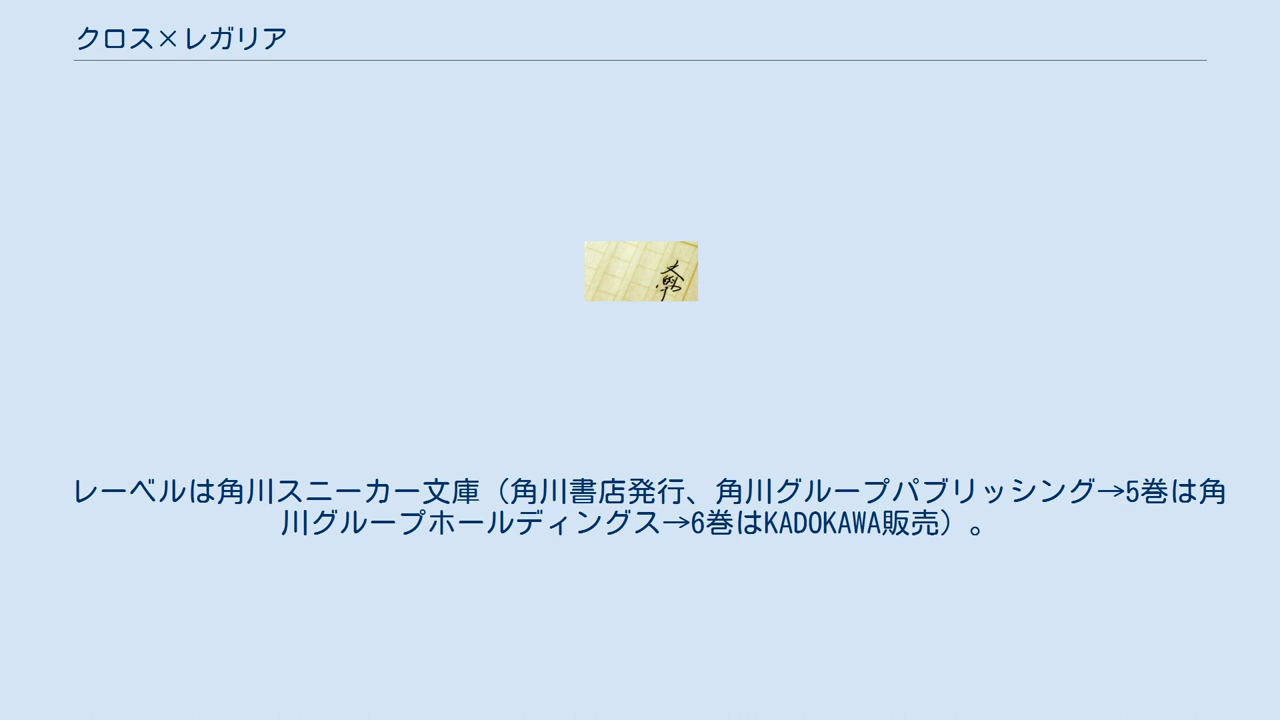 クロス×レガリア
レーベルは角川スニーカー文庫（角川書店発行、角川グループパブリッシング→5巻は角
川グループホールディングス→6巻はKADOKAWA販売）。